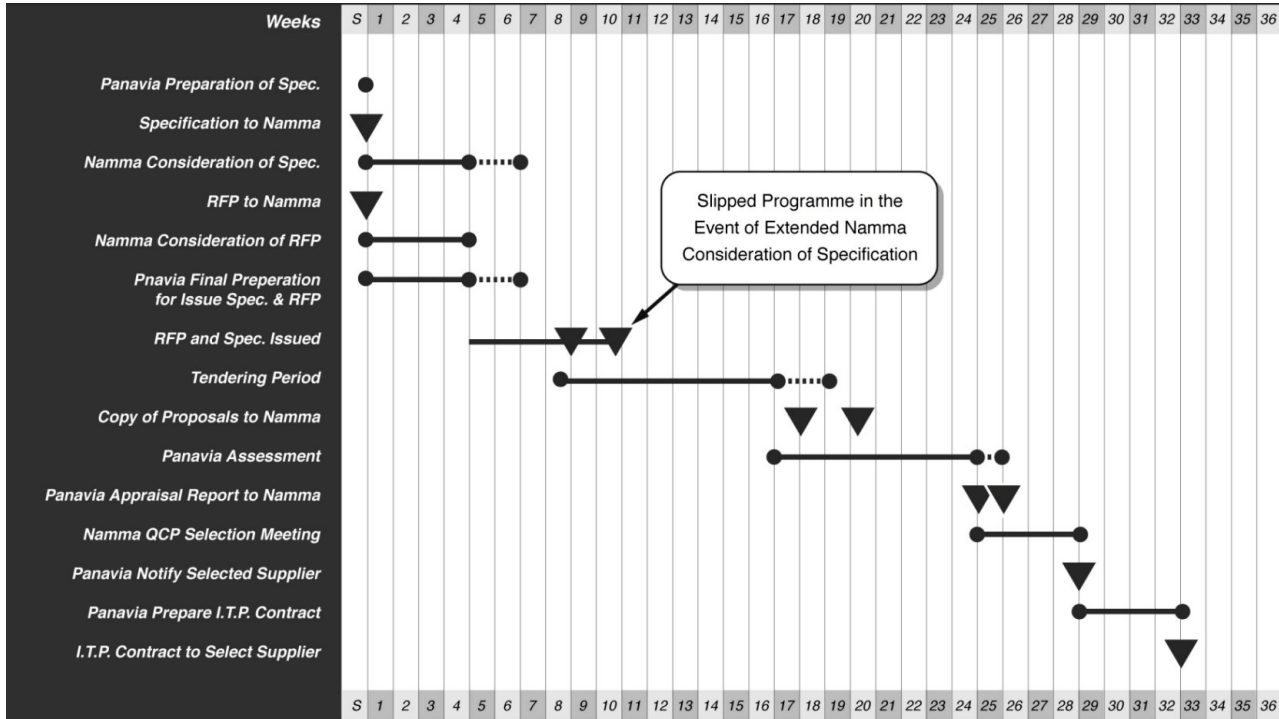 Weeks S 1 2 3 4 5 6 7 8 9 10 11 12 13 14 15 16 17 18 19 20 21 22 23 24 25 26 27 28 29 30 31 32 33 34 35 36
Panavia Preparation of Spec.
Specification to Namma
Namma Consideration of Spec.
RFP to Namma
Namma Consideration of RFP
Pnavia Final Preperation
for Issue Spec. & RFP
Slipped Programme in the
Event of Extended Namma
Consideration of Specification
RFP and Spec. Issued
Tendering Period
Copy of Proposals to Namma
Panavia Assessment
Panavia Appraisal Report to Namma
Namma QCP Selection Meeting
Panavia Notify Selected Supplier
Panavia Prepare I.T.P. Contract
I.T.P. Contract to Select Supplier
S 1 2 3 4 5 6 7 8 9 10 11 12 13 14 15 16 17 18 19 20 21 22 23 24 25 26 27 28 29 30 31 32 33 34 35 36